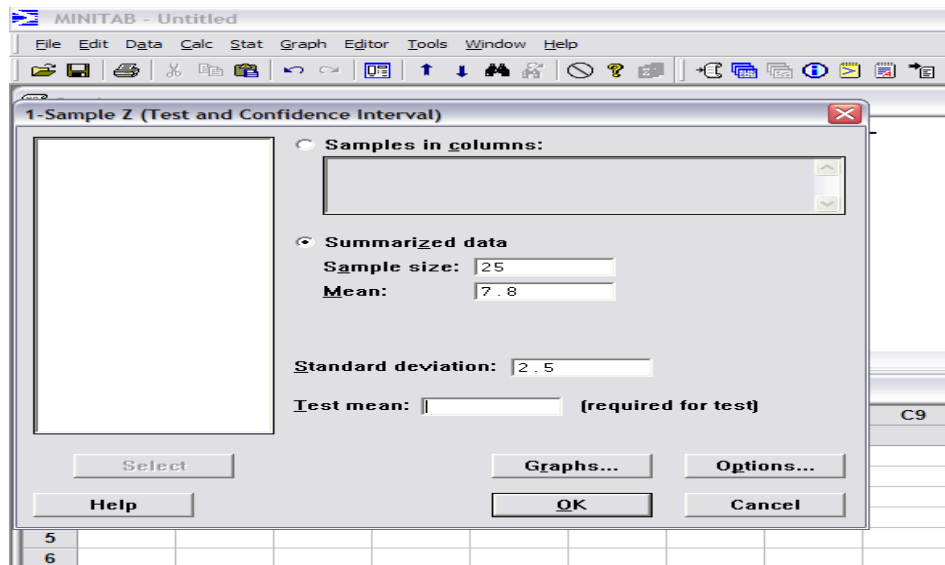 MINITAB - Untitled
File Edit Data Calc Stat Graph Editor Tools Window Help
1-Sample Z (Test and Confidence Interval)
Samples in columns:
Summarized data
Sample size: 25
Mean: 7.8
Standard deviation: 2.5
Test mean: (required for test)
C9
Select Graphs... Options...
Help OK Cancel
5
6